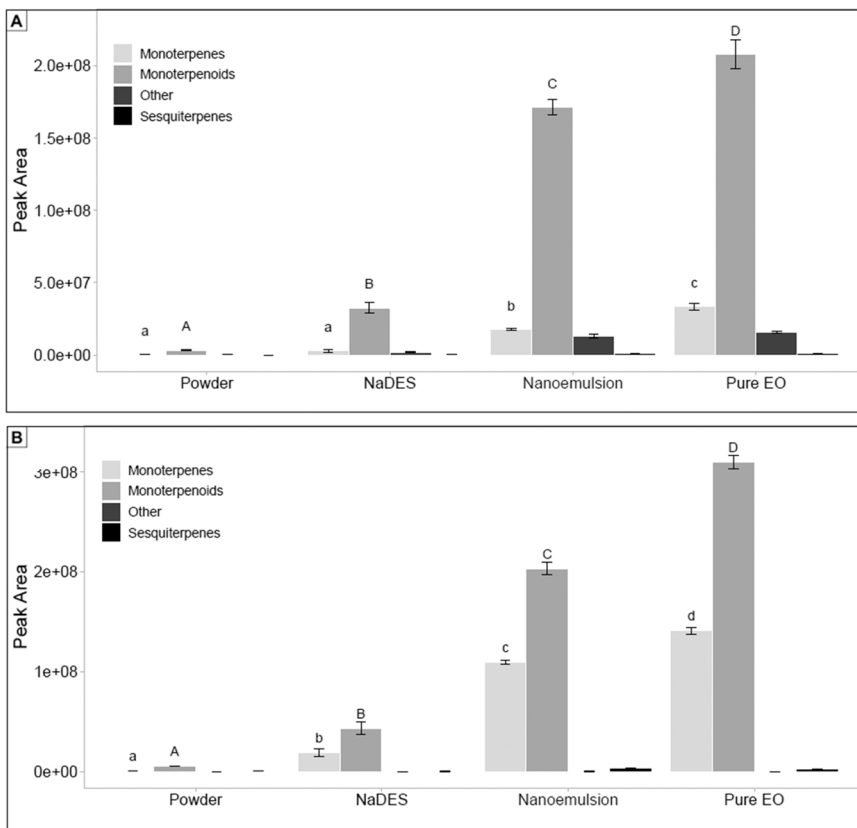 A
Monoterpenes
Monoterpenoids
Other
Sesquiterpenes
Peak Area
2.0e+08
1.5e+08
1.0e+08
5.0e+07
0.0e+00
a
A
a
B
b
C
c
D
Powder
NaDES
Nanoemulsion
Pure EO
B
Monoterpenes
Monoterpenoids
Other
Sesquiterpenes
Peak Area
3e+08
2e+08
1e+08
0e+00
a
A
b
B
c
C
d
D
Powder
NaDES
Nanoemulsion
Pure EO